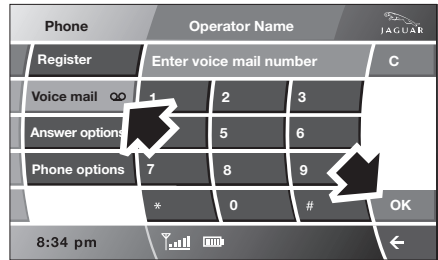 Phone Operator Name JAGUAR
Register Enter voice mail number C
Voice mail 1 2 3
Answer options 5 6
Phone options 7 8 9
* 0 # OK
8:34 pm